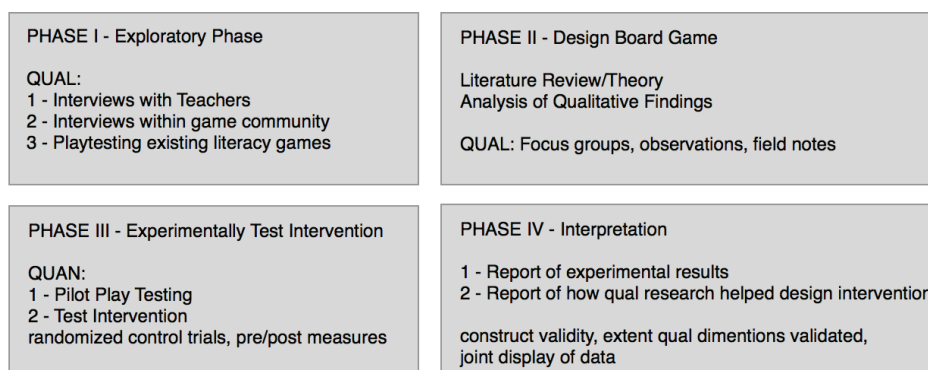 PHASE I - Exploratory Phase
QUAL:
1 - Interviews with Teachers
2 - Interviews within game community
3 - Playtesting existing literacy games
PHASE II - Design Board Game
Literature Review/Theory
Analysis of Qualitative Findings
QUAL: Focus groups, observations, field notes
PHASE III - Experimentally Test Intervention
QUAN:
1 - Pilot Play Testing
2 - Test Intervention
randomized control trials, pre/post measures
PHASE IV - Interpretation
1 - Report of experimental results
2 - Report of how qual research helped design intervention
construct validity, extent qual dimentions validated,
joint display of data